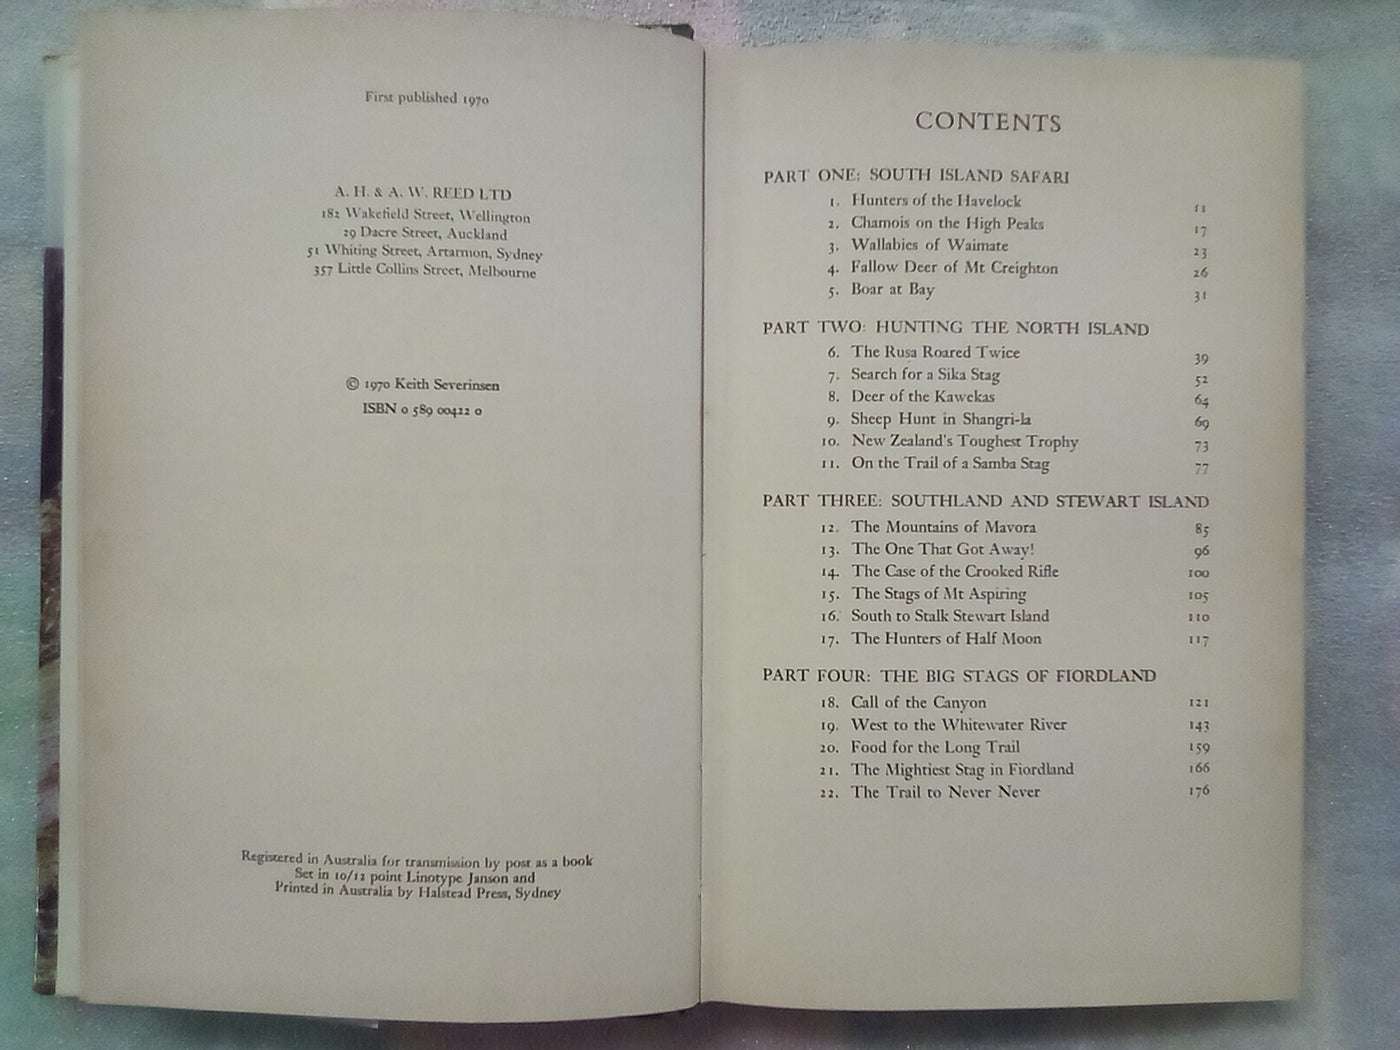 First published 1970
A. H. & A. W. REED LTD
182 Wakefield Street, Wellington
29 Dacre Street, Auckland
51 Whiting Street, Artarmon, Sydney
357 Little Collins Street, Melbourne
© 1970 Keith Severinsen
ISBN 0 589 00422 0
Registered in Australia for transmission by post as a book
Set in 10/12 point Linotype Janson and
Printed in Australia by Halstead Press, Sydney
CONTENTS
PART ONE: SOUTH ISLAND SAFARI
1. Hunters of the Havelock 11
2. Chamois on the High Peaks 17
3. Wallabies of Waimate 23
4. Fallow Deer of Mt Creighton 26
5. Boar at Bay 31
PART TWO: HUNTING THE NORTH ISLAND
6. The Rusa Roared Twice 39
7. Search for a Sika Stag 52
8. Deer of the Kawekas 64
9. Sheep Hunt in Shangri-la 69
10. New Zealand's Toughest Trophy 73
11. On the Trail of a Samba Stag 77
PART THREE: SOUTHLAND AND STEWART ISLAND
12. The Mountains of Mavora 85
13. The One That Got Away! 96
14. The Case of the Crooked Rifle 100
15. The Stags of Mt Aspiring 105
16. South to Stalk Stewart Island 110
17. The Hunters of Half Moon 117
PART FOUR: THE BIG STAGS OF FIORDLAND
18. Call of the Canyon 121
19. West to the Whitewater River 143
20. Food for the Long Trail 159
21. The Mightiest Stag in Fiordland 166
22. The Trail to Never Never 176